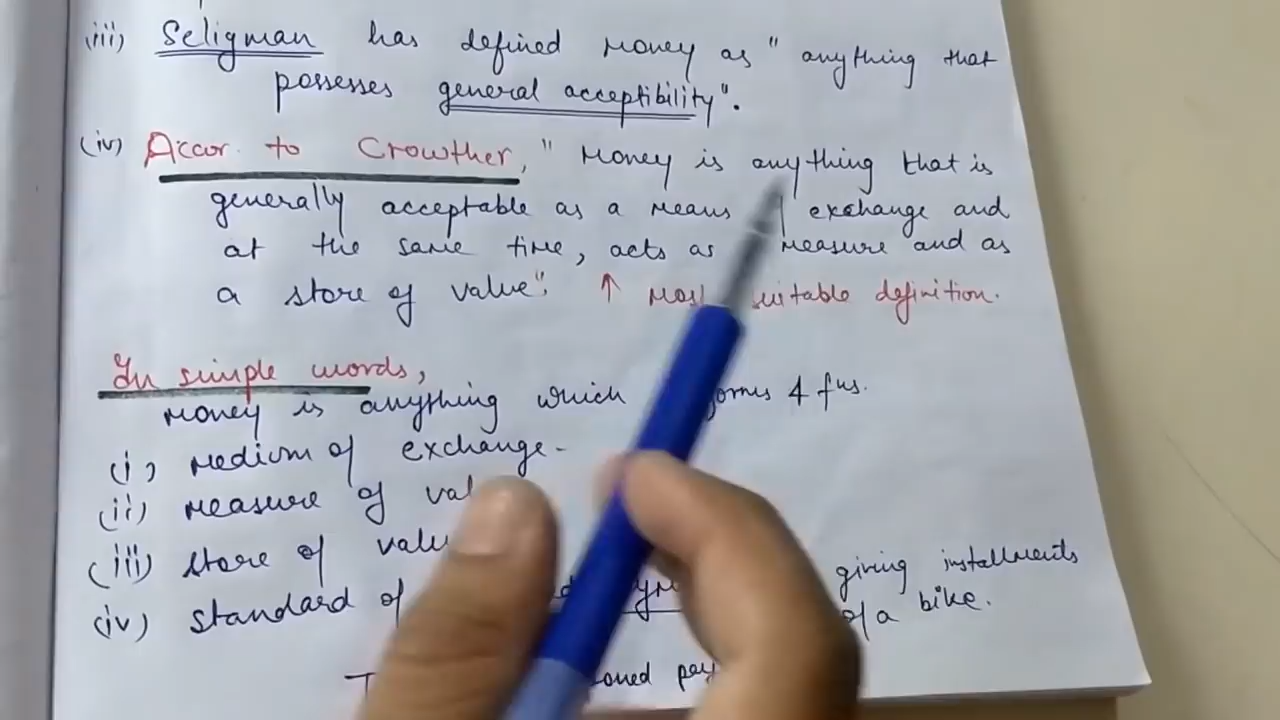 (iii) Seligman has defined Money as " anything that
possesses general acceptibility".
(iv) Accor. to Crowther, " Money is anything that is
generally acceptable as a means exchange and
at the same time, acts as measure and as
a store of value". ↑ Most suitable definition.
In simple words,
Money is anything which 4 fns.
(i) Medium of exchange.
(ii) Measure of
(iii) Store of
(iv) Standard of giving installments
of a bike.